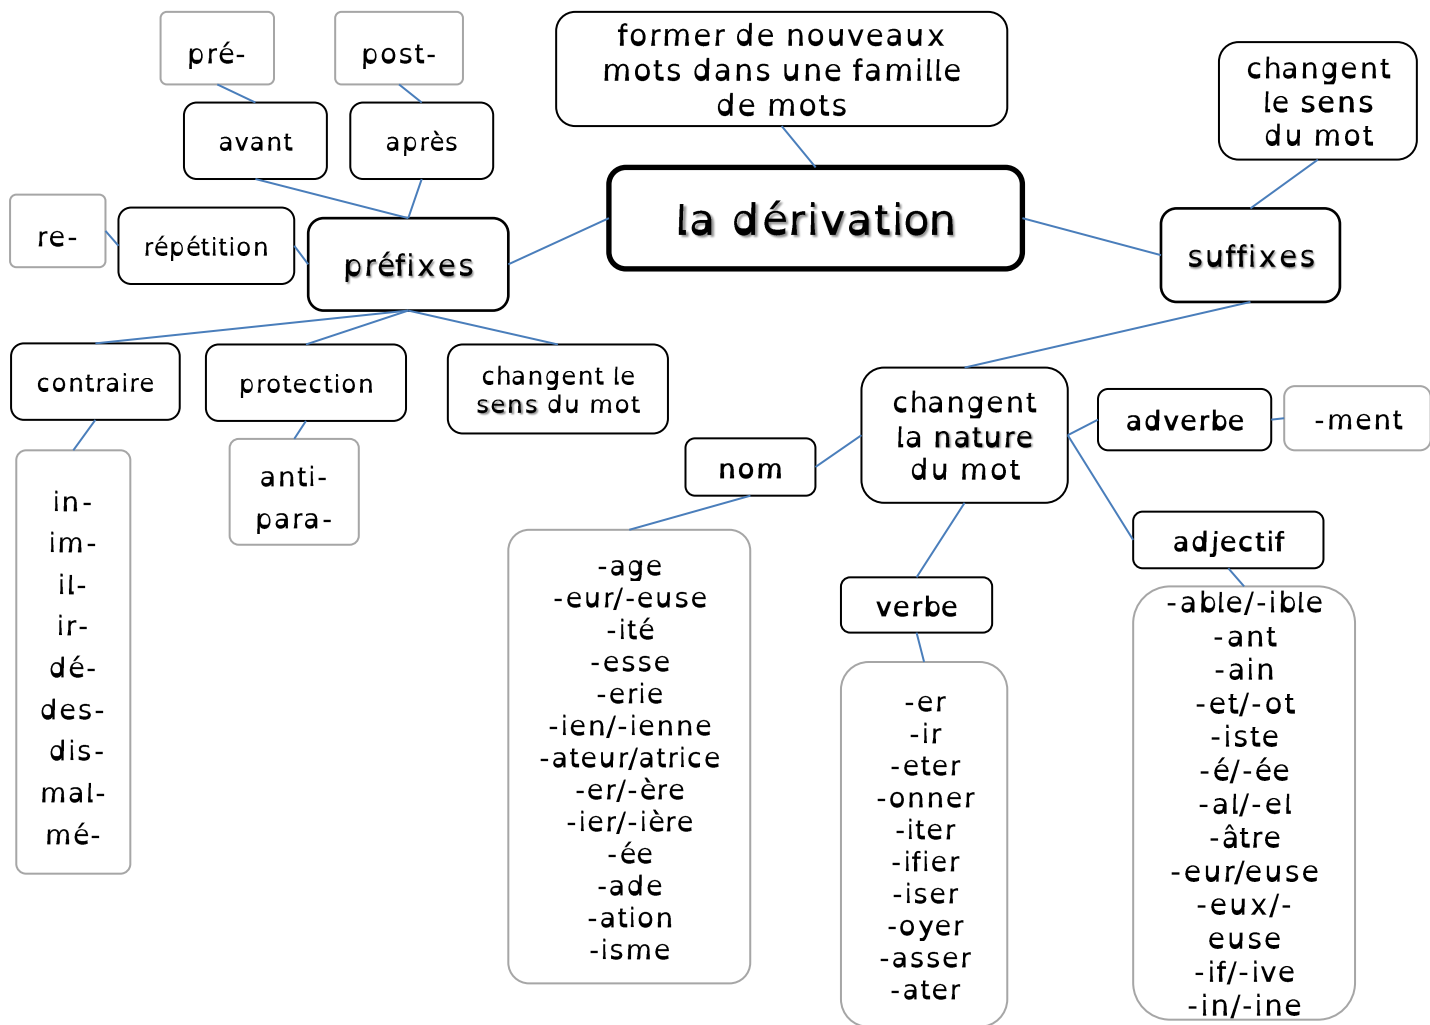 pré-
post-
former de nouveaux
mots dans une famille
de mots
changent
le sens
du mot
avant
après
la dérivation
re-
répétition
préfixes
suffixes
contraire
protection
changent le
sens du mot
changent
la nature
du mot
adverbe
-ment
nom
adjectif
verbe
in-
im-
il-
ir-
dé-
des-
dis-
mal-
mé-
anti-
para-
-age
-eur/-euse
-ité
-esse
-erie
-ien/-ienne
-ateur/atrice
-er/-ère
-ier/-ière
-ée
-ade
-ation
-isme
-er
-ir
-eter
-onner
-iter
-ifier
-iser
-oyer
-asser
-ater
-able/-ible
-ant
-ain
-et/-ot
-iste
-é/-ée
-al/-el
-âtre
-eur/euse
-eux/-
euse
-if/-ive
-in/-ine